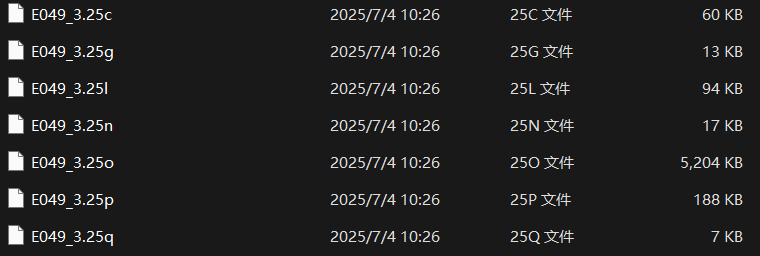 E049_3.25c 2025/7/4 10:26 25C 文件 60 KB
E049_3.25g 2025/7/4 10:26 25G 文件 13 KB
E049_3.25l 2025/7/4 10:26 25L 文件 94 KB
E049_3.25n 2025/7/4 10:26 25N 文件 17 KB
E049_3.25o 2025/7/4 10:26 25O 文件 5,204 KB
E049_3.25p 2025/7/4 10:26 25P 文件 188 KB
E049_3.25q 2025/7/4 10:26 25Q 文件 7 KB